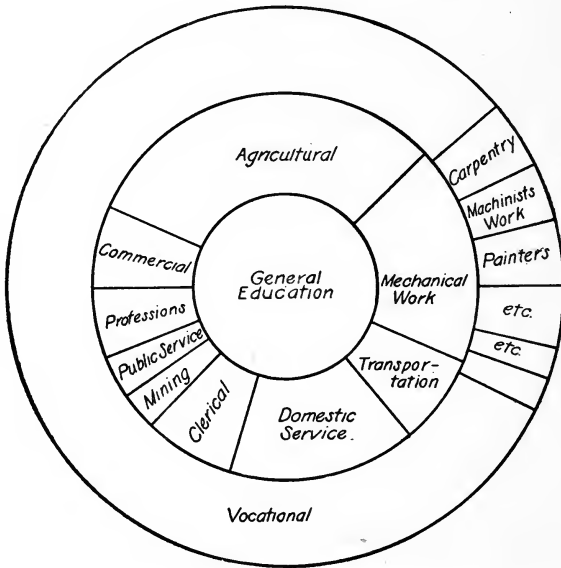 Agricultural
Carpentry
Machinists
Work
Painters
etc.
etc.
Commercial
General
Education
Mechanical
Work
Professions
Public Service
Mining
Clerical
Transpor-
tation
Domestic
Service.
Vocational